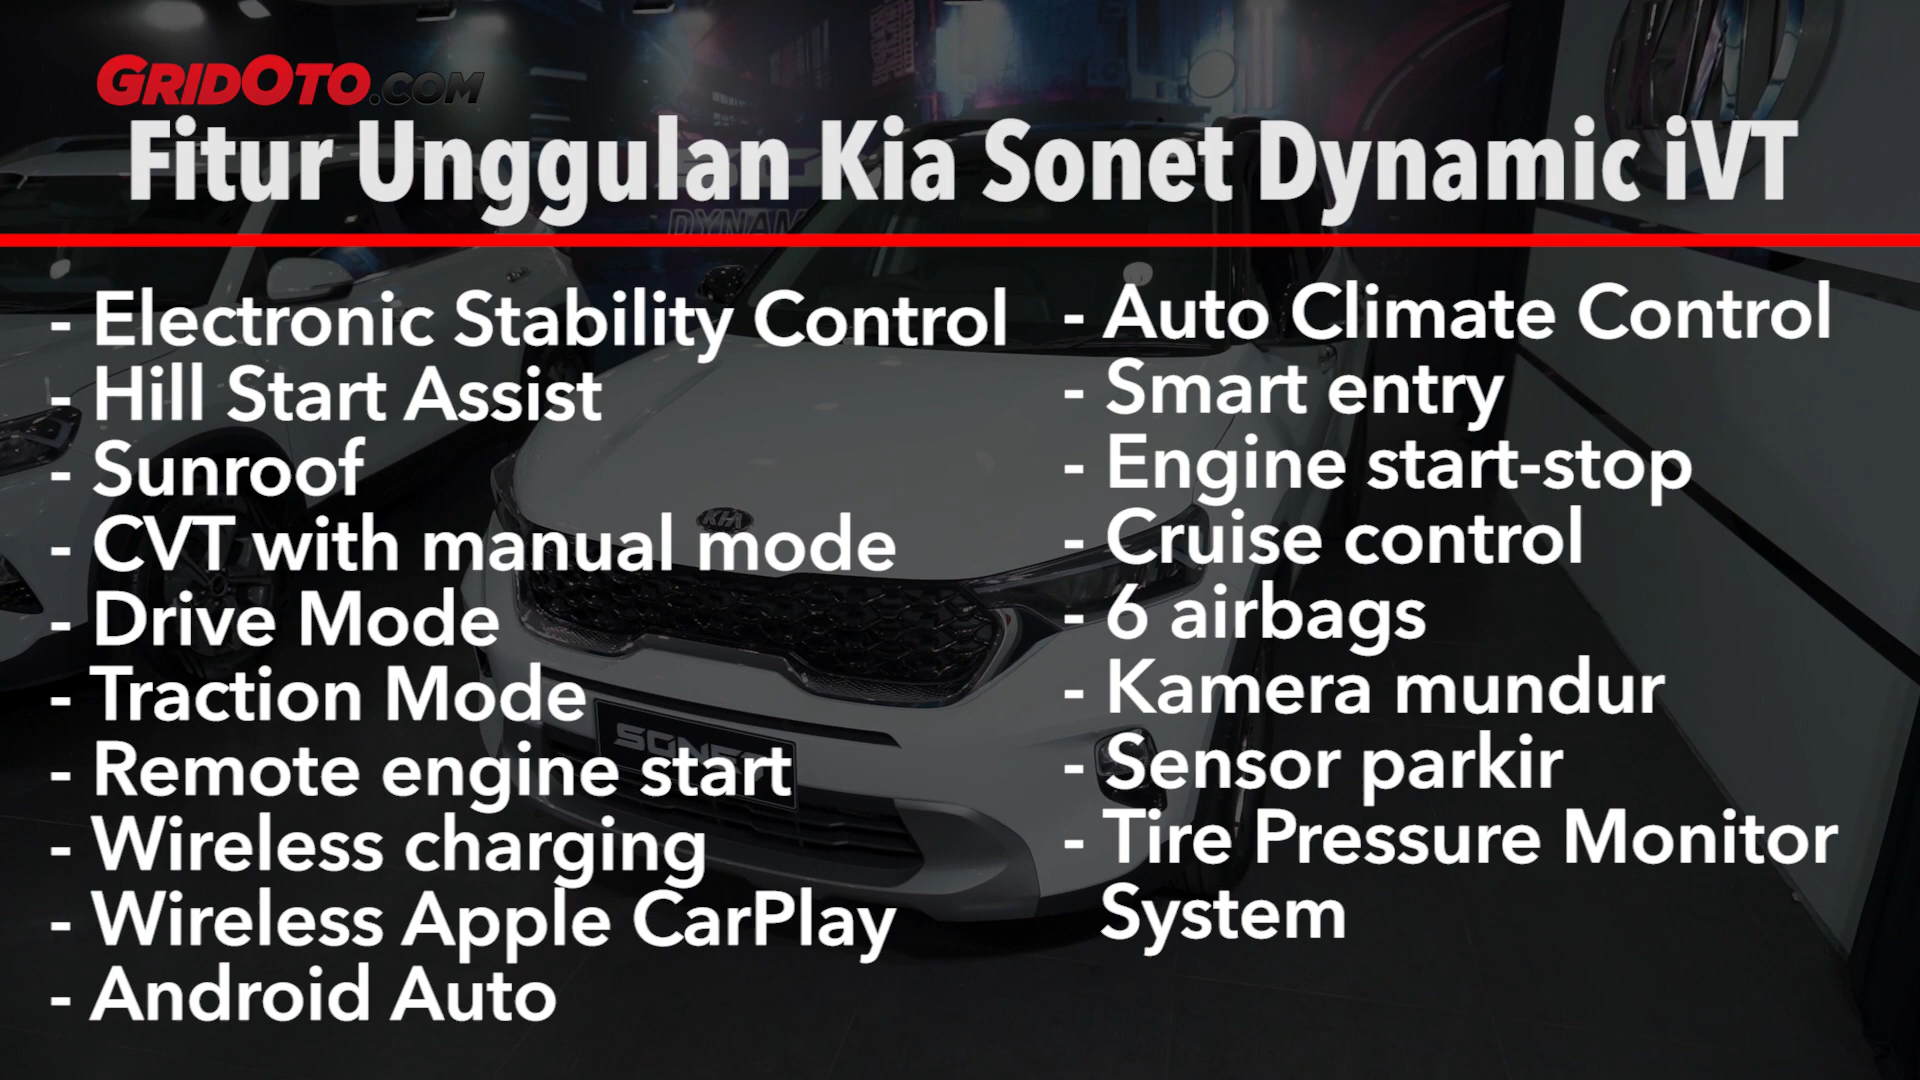 GRIDOTO.COM
Fitur Unggulan Kia Sonet Dynamic iVT
- Electronic Stability Control
- Hill Start Assist
- Sunroof
- CVT with manual mode
- Drive Mode
- Traction Mode
- Remote engine start
- Wireless charging
- Wireless Apple CarPlay
- Android Auto
- Auto Climate Control
- Smart entry
- Engine start-stop
- Cruise control
- 6 airbags
- Kamera mundur
- Sensor parkir
- Tire Pressure Monitor
System
KIA
SONET